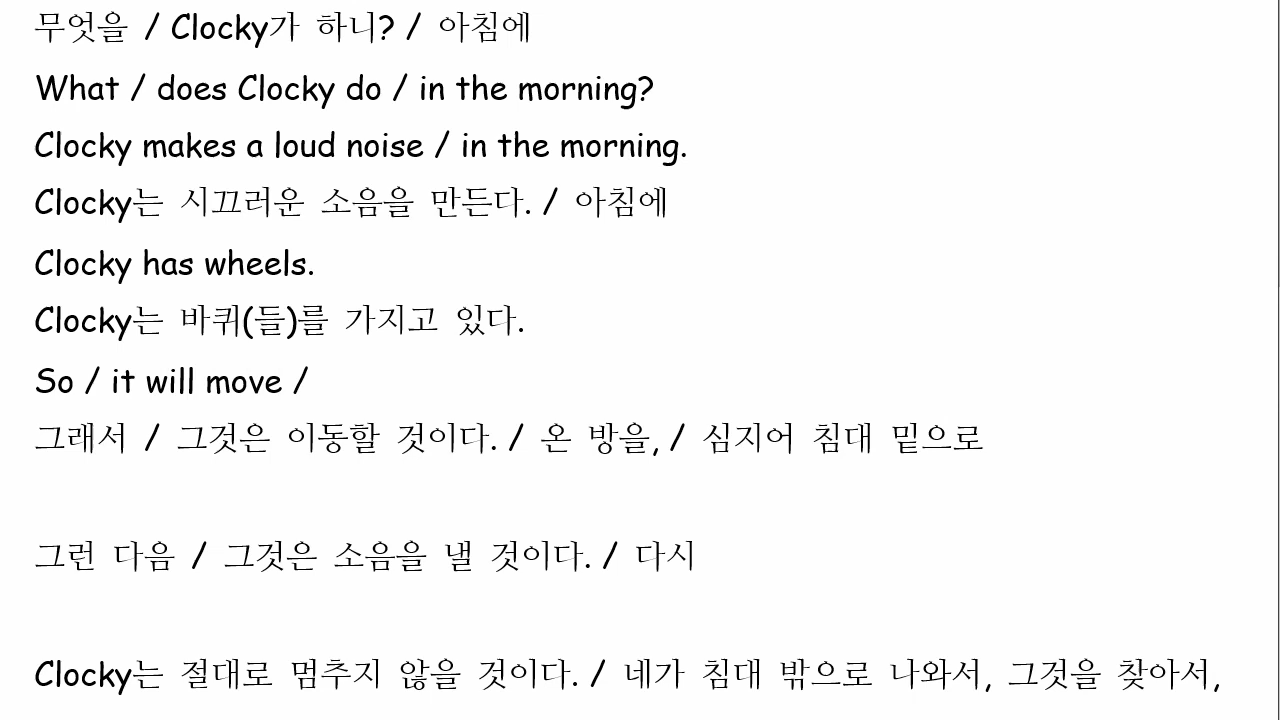 무엇을 / Clocky가 하니? / 아침에
What / does Clocky do / in the morning?
Clocky makes a loud noise / in the morning.
Clocky는 시끄러운 소음을 만든다. / 아침에
Clocky has wheels.
Clocky는 바퀴(들)를 가지고 있다.
So / it will move /
그래서 / 그것은 이동할 것이다. / 온 방을, / 심지어 침대 밑으로
그런 다음 / 그것은 소음을 낼 것이다. / 다시
Clocky는 절대로 멈추지 않을 것이다. / 네가 침대 밖으로 나와서, 그것을 찾아서,